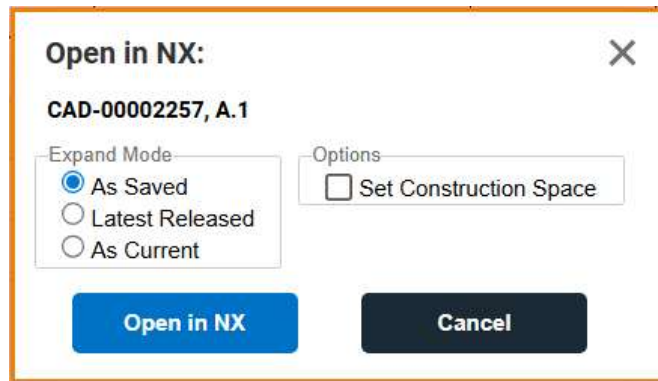 Open in NX:
CAD-00002257, A.1
Expand Mode
As Saved
Latest Released
As Current
Options
Set Construction Space
Open in NX
Cancel